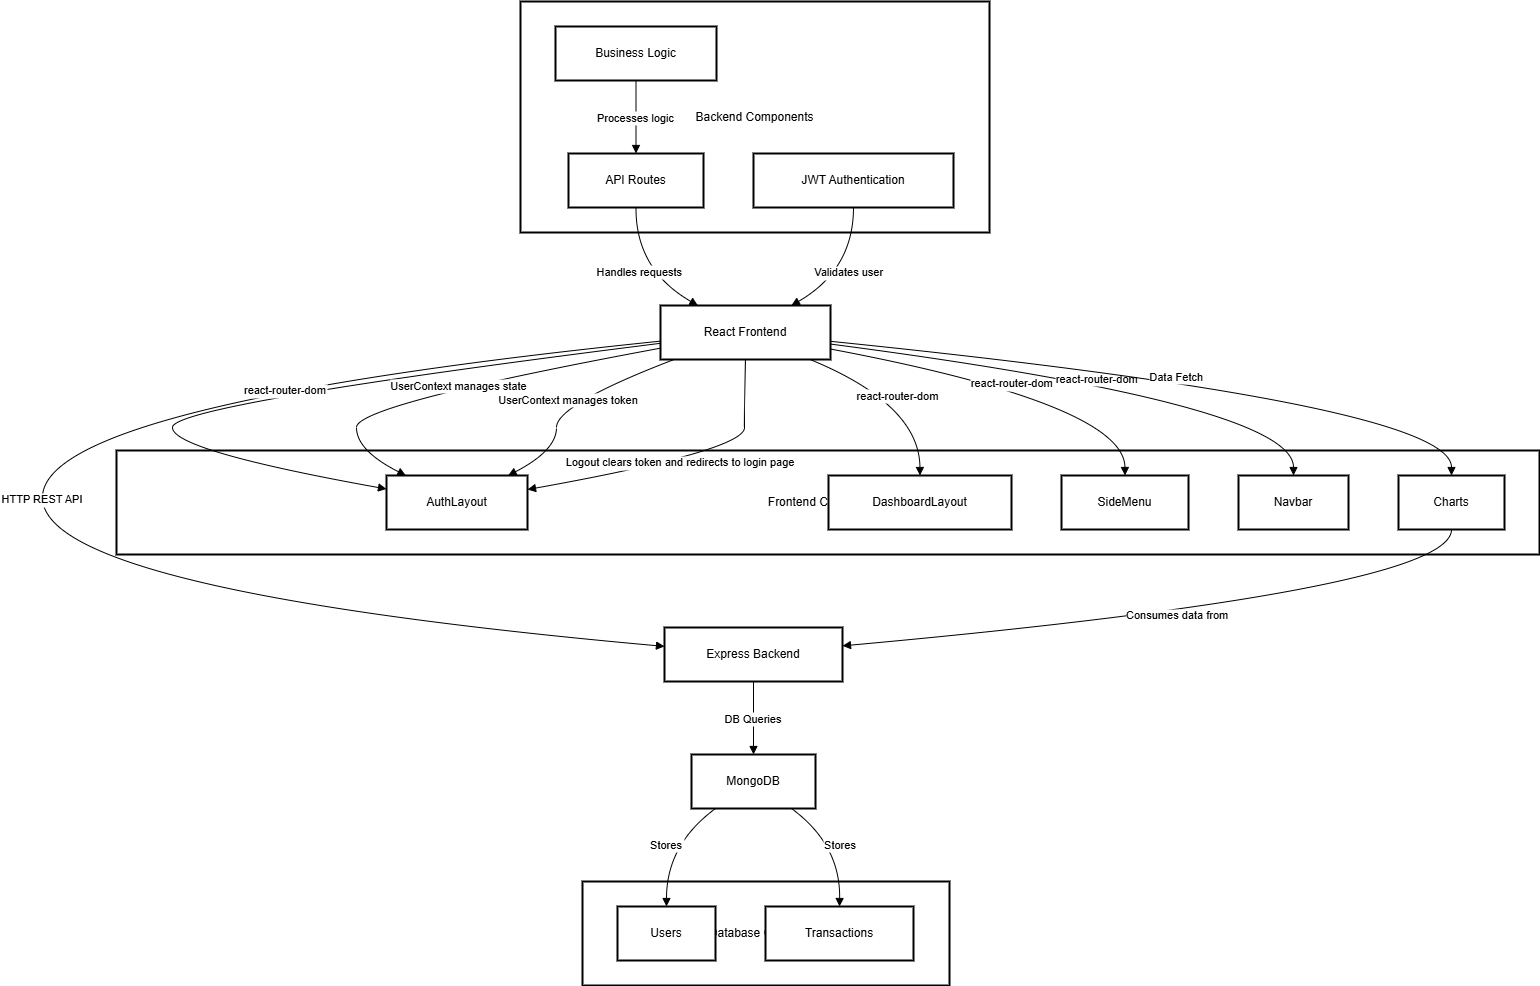 Business Logic
Processes logic
Backend Components
API Routes
JWT Authentication
Handles requests
Validates user
React Frontend
react-router-dom
UserContext manages state
UserContext manages token
react-router-dom
react-router-dom
react-router-dom
Data Fetch
Logout clears token and redirects to login page
HTTP REST API
AuthLayout
Frontend C
DashboardLayout
SideMenu
Navbar
Charts
Consumes data from
Express Backend
DB Queries
MongoDB
Stores
Stores
Users
atabase
Transactions